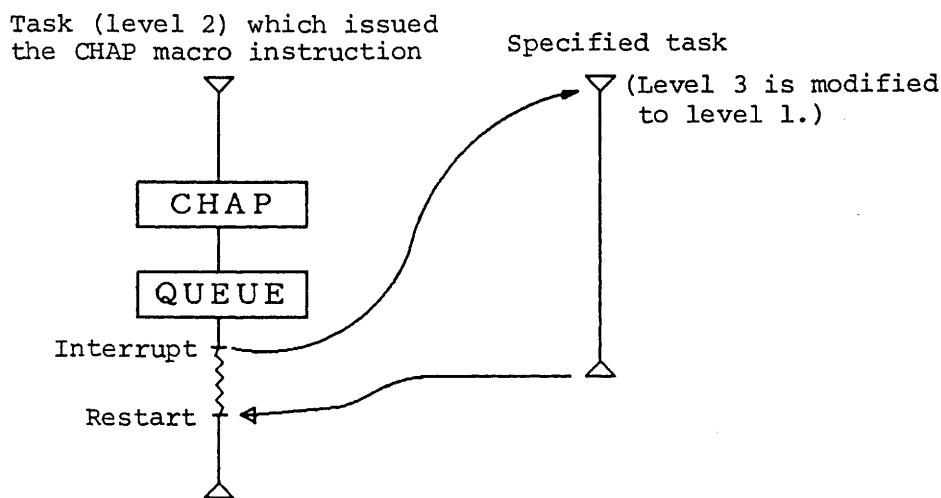 Task (level 2) which issued
the CHAP macro instruction
Specified task
(Level 3 is modified
to level 1.)
CHAP
QUEUE
Interrupt
Restart